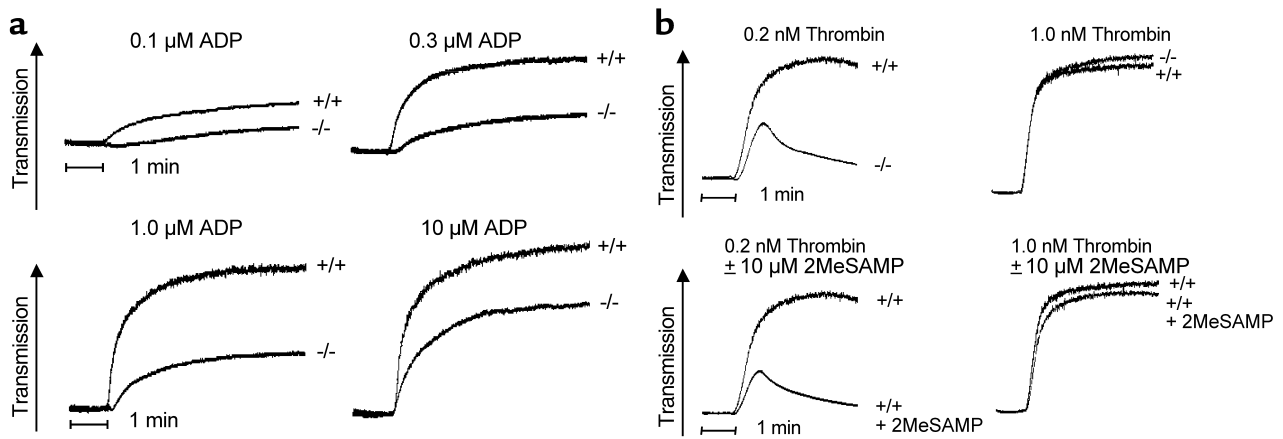 a
0.1 µM ADP
0.3 µM ADP
Transmission
+/+
-/-
1 min
+/+
-/-
1.0 µM ADP
10 µM ADP
Transmission
+/+
-/-
1 min
+/+
-/-
b
0.2 nM Thrombin
1.0 nM Thrombin
Transmission
+/+
-/-
1 min
-/-
+/+
0.2 nM Thrombin
± 10 µM 2MeSAMP
1.0 nM Thrombin
± 10 µM 2MeSAMP
Transmission
+/+
+/+
+ 2MeSAMP
1 min
+/+
+/+
+ 2MeSAMP